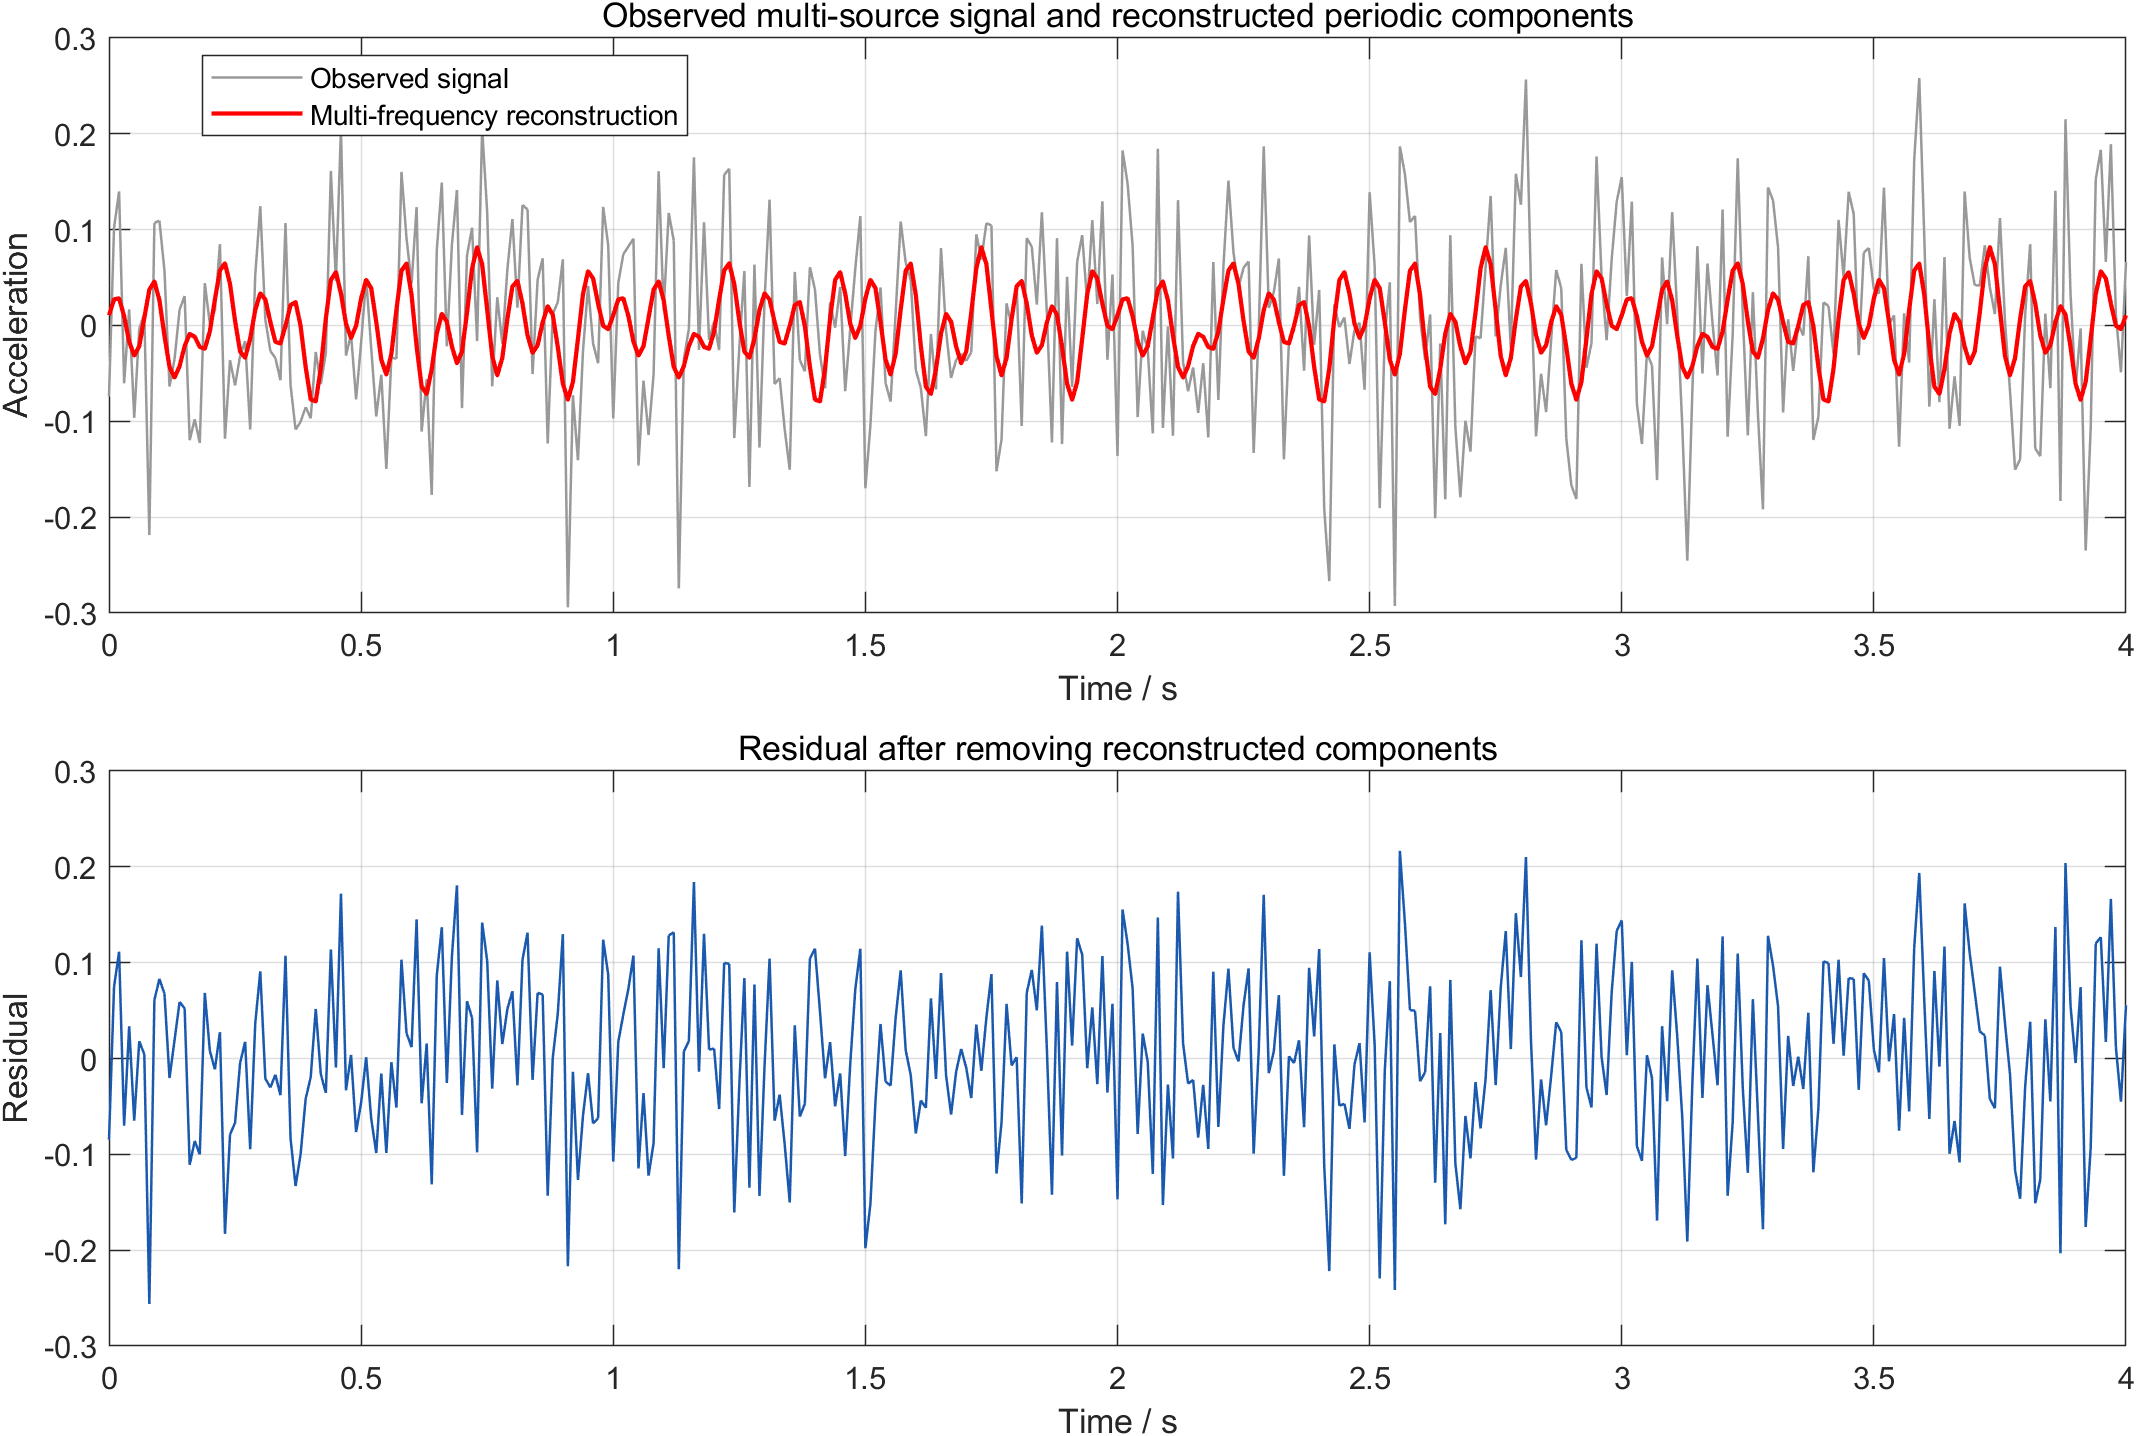 Observed multi-source signal and reconstructed periodic components
0.3
0.2
0.1
0
-0.1
-0.2
-0.3
Acceleration
Observed signal
Multi-frequency reconstruction
0 0.5 1 1.5 2 2.5 3 3.5 4
Time / s
Residual after removing reconstructed components
0.3
0.2
0.1
0
-0.1
-0.2
-0.3
Residual
0 0.5 1 1.5 2 2.5 3 3.5 4
Time / s